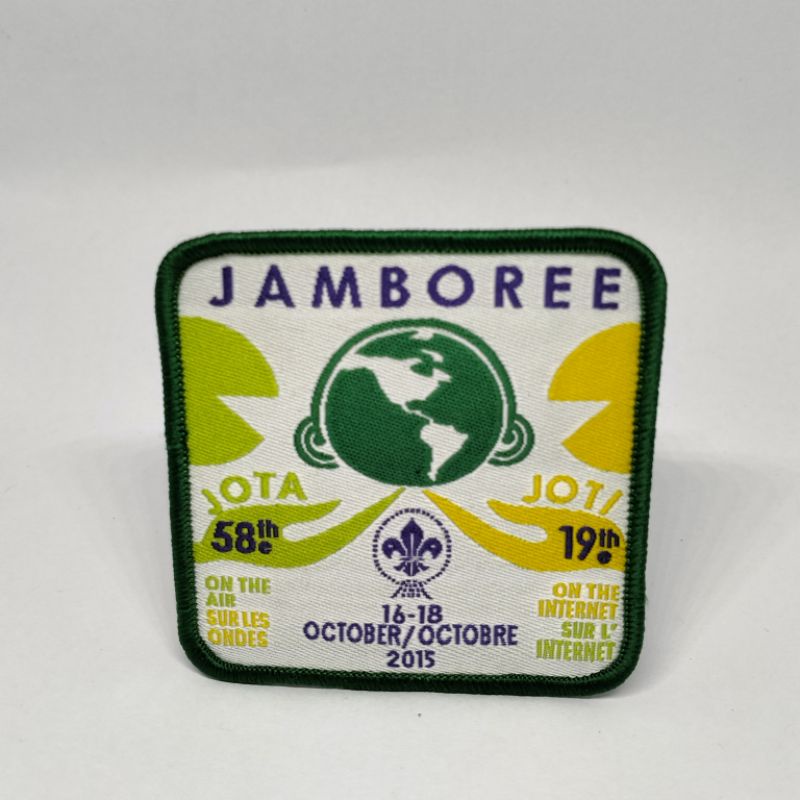 JAMBOREE
JOTA
58th
e
ON THE
AIR
SUR LES
ONDES
16-18
OCTOBER/OCTOBRE
2015
JOTI
19th
e
ON THE
INTERNET
SUR L'
INTERNET